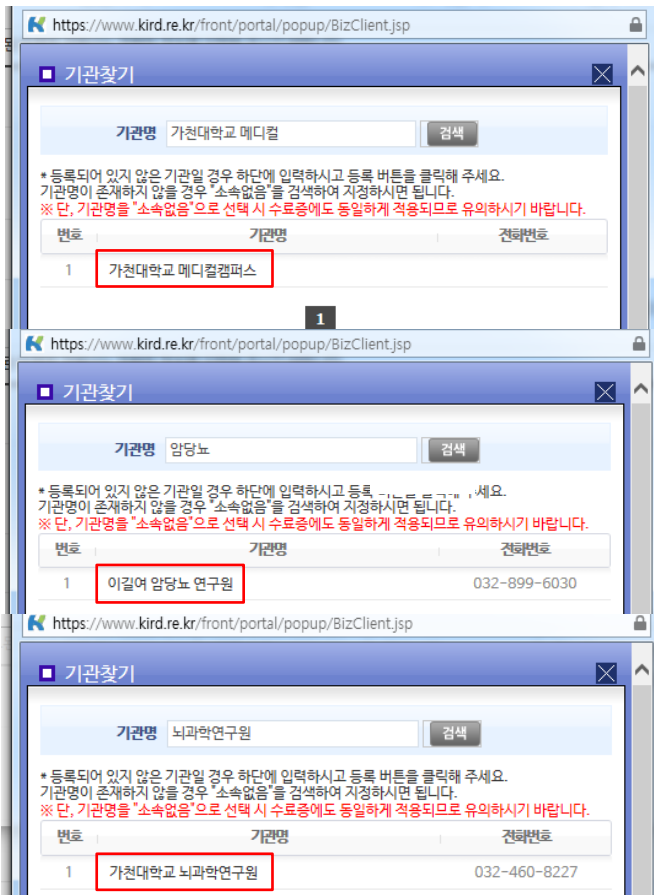 https://www.kird.re.kr/front/portal/popup/BizClient.jsp
기관찾기
기관명 가천대학교 메디컬 검색
* 등록되어 있지 않은 기관일 경우 하단에 입력하시고 등록 버튼을 클릭해 주세요.
기관명이 존재하지 않을 경우 "소속없음"을 검색하여 지정하시면 됩니다.
※ 단, 기관명을 "소속없음"으로 선택 시 수료증에도 동일하게 적용되므로 유의하시기 바랍니다.
번호 기관명 전화번호
1 가천대학교 메디컬캠퍼스
1
https://www.kird.re.kr/front/portal/popup/BizClient.jsp
기관찾기
기관명 암당뇨 검색
* 등록되어 있지 않은 기관일 경우 하단에 입력하시고 등록 세요.
기관명이 존재하지 않을 경우 "소속없음"을 검색하여 지정하시면 됩니다.
※ 단, 기관명을 "소속없음"으로 선택 시 수료증에도 동일하게 적용되므로 유의하시기 바랍니다.
번호 기관명 전화번호
1 이길여 암당뇨 연구원 032-899-6030
https://www.kird.re.kr/front/portal/popup/BizClient.jsp
기관찾기
기관명 뇌과학연구원 검색
* 등록되어 있지 않은 기관일 경우 하단에 입력하시고 등록 버튼을 클릭해 주세요.
기관명이 존재하지 않을 경우 "소속없음"을 검색하여 지정하시면 됩니다.
※ 단, 기관명을 "소속없음"으로 선택 시 수료증에도 동일하게 적용되므로 유의하시기 바랍니다.
번호 기관명 전화번호
1 가천대학교 뇌과학연구원 032-460-8227